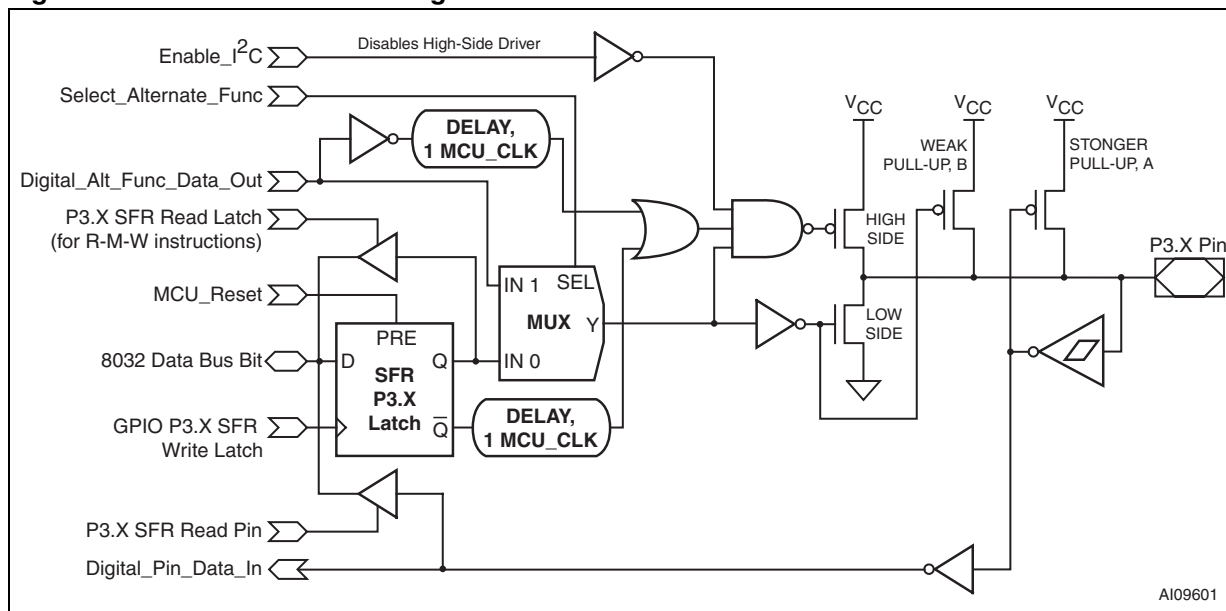 Enable_I2C
Disables High-Side Driver
Select_Alternate_Func
DELAY,
1 MCU_CLK
VCC
VCC
VCC
WEAK
PULL-UP, B
STONGER
PULL-UP, A
Digital_Alt_Func_Data_Out
P3.X SFR Read Latch
(for R-M-W instructions)
HIGH
SIDE
P3.X Pin
MCU_Reset
IN 1
SEL
MUX
Y
IN 0
LOW
SIDE
PRE
8032 Data Bus Bit
D
Q
SFR
P3.X
Latch
Q
DELAY,
1 MCU_CLK
GPIO P3.X SFR
Write Latch
P3.X SFR Read Pin
Digital_Pin_Data_In
AI09601